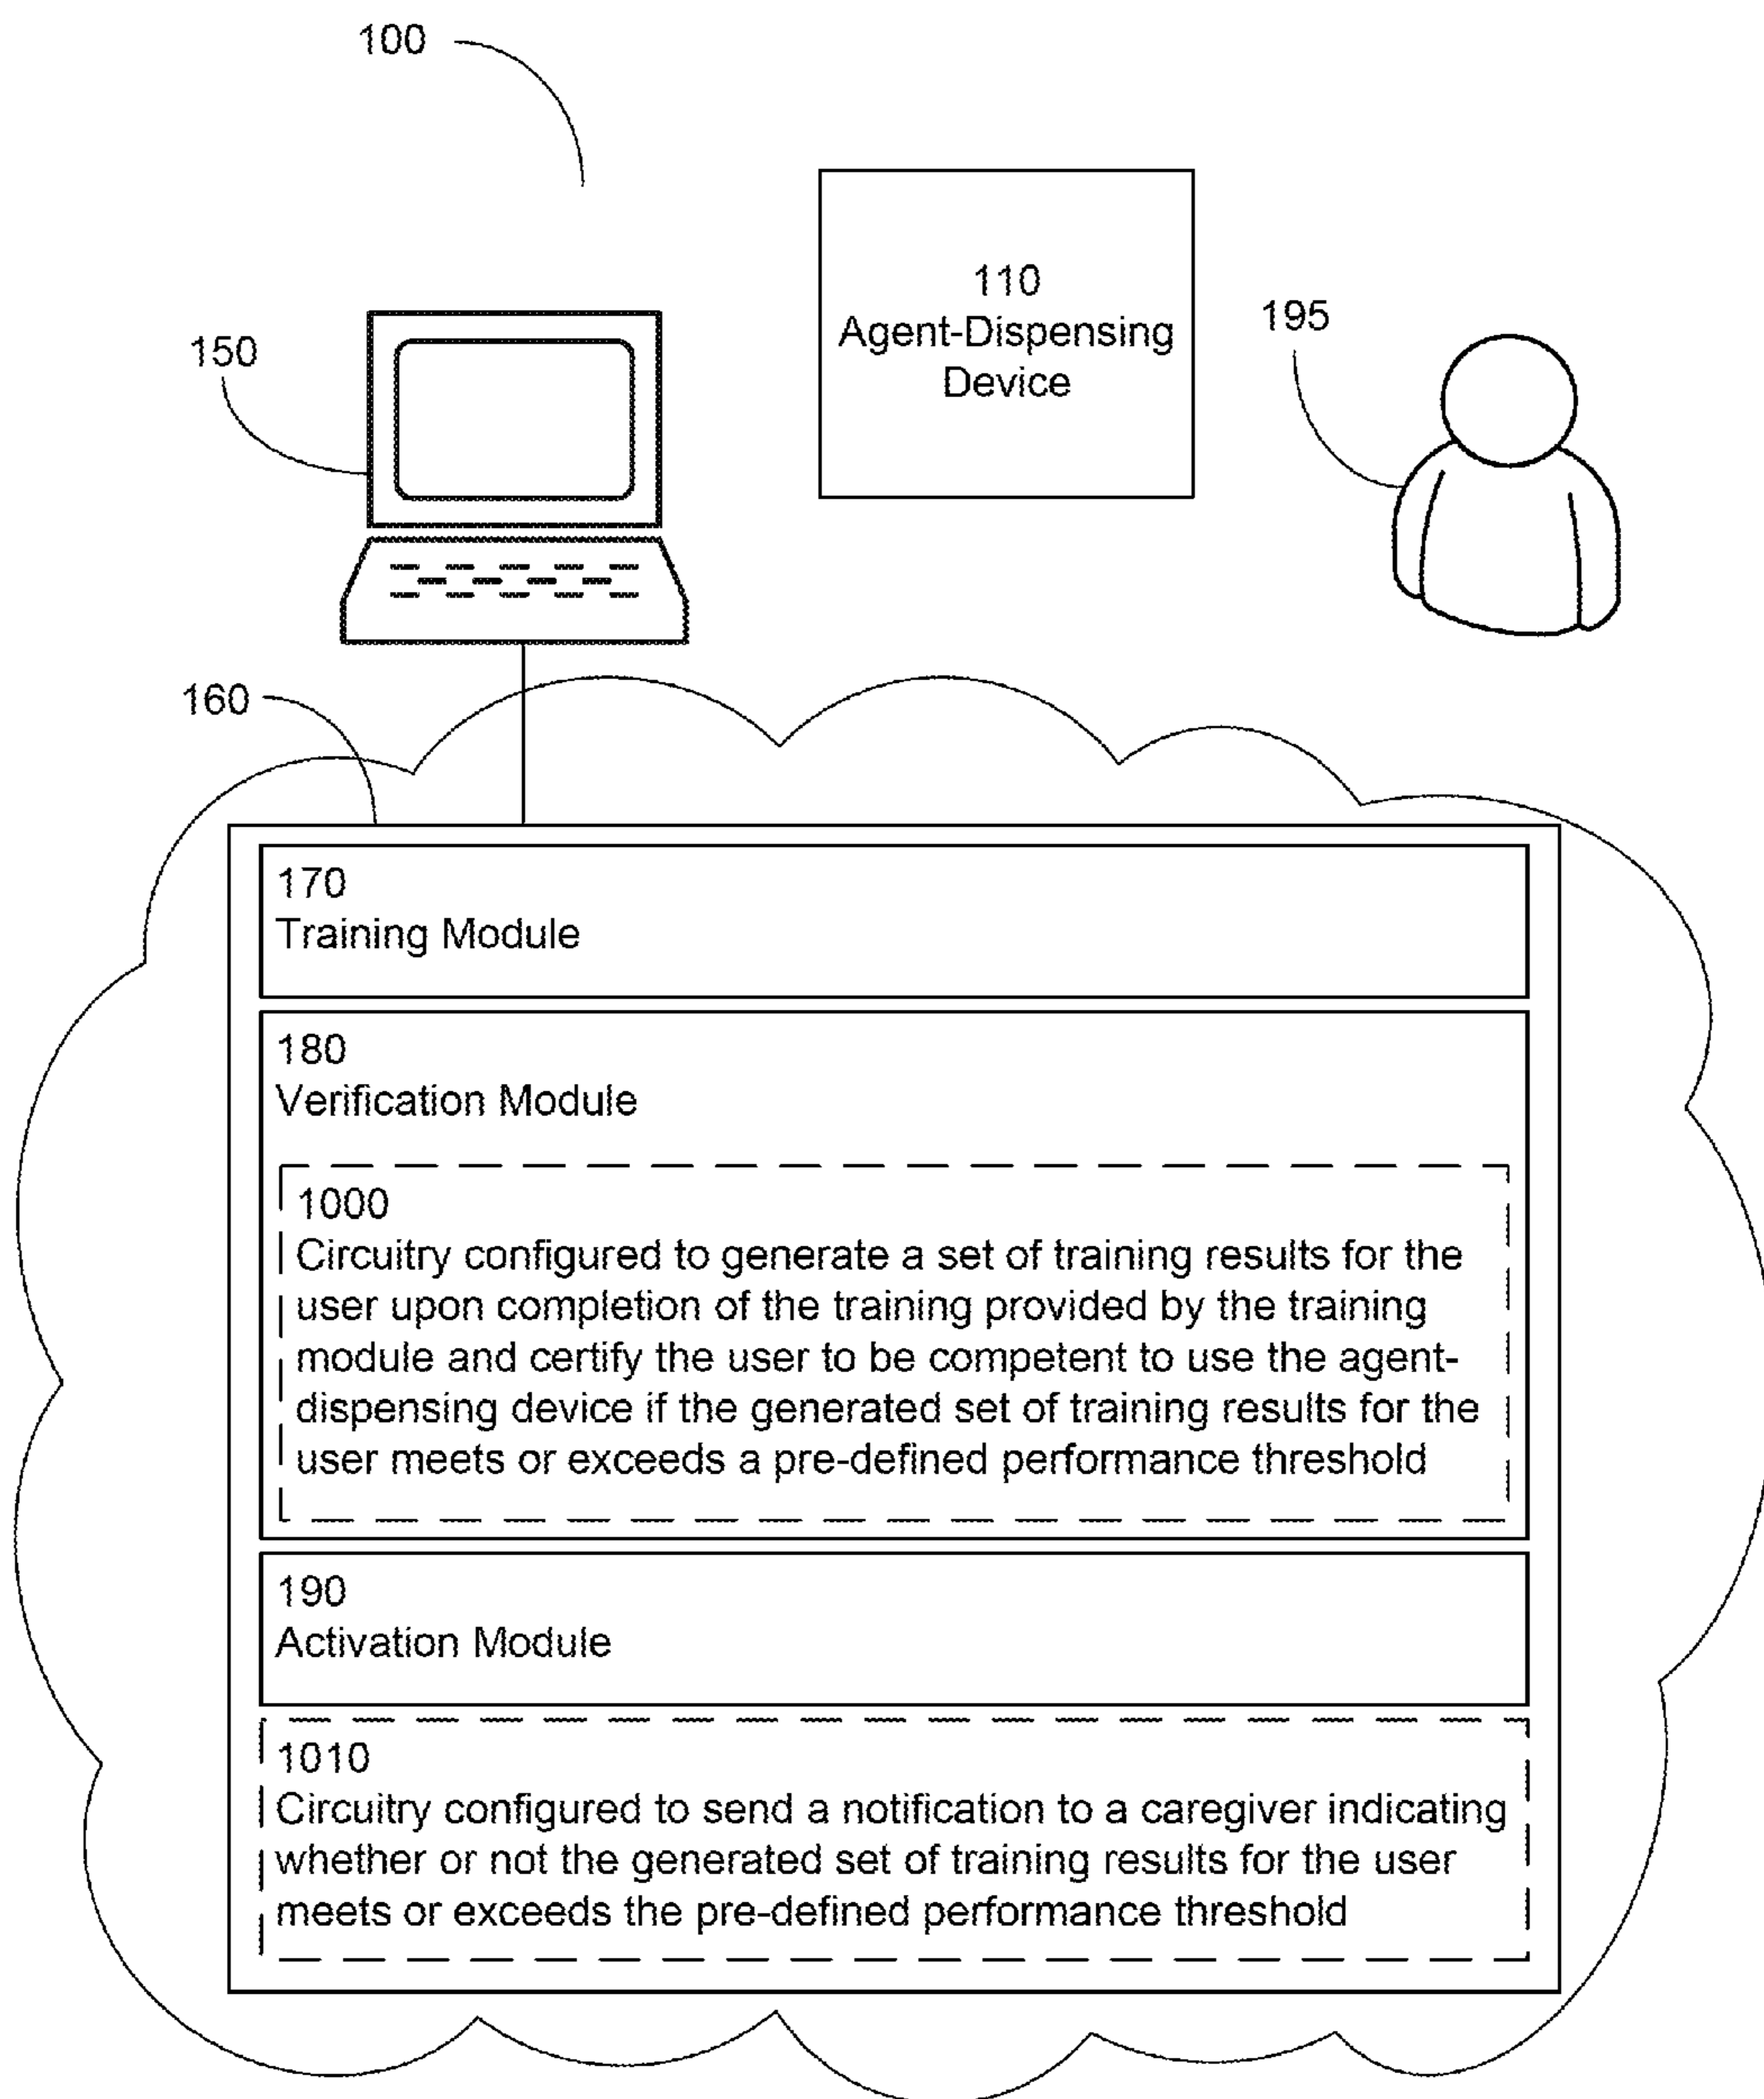 100
110
Agent-Dispensing
Device
195
150
160
170
Training Module
180
Verification Module
1000
Circuitry configured to generate a set of training results for the
user upon completion of the training provided by the training
module and certify the user to be competent to use the agent-
dispensing device if the generated set of training results for the
user meets or exceeds a pre-defined performance threshold
190
Activation Module
1010
Circuitry configured to send a notification to a caregiver indicating
whether or not the generated set of training results for the user
meets or exceeds the pre-defined performance threshold